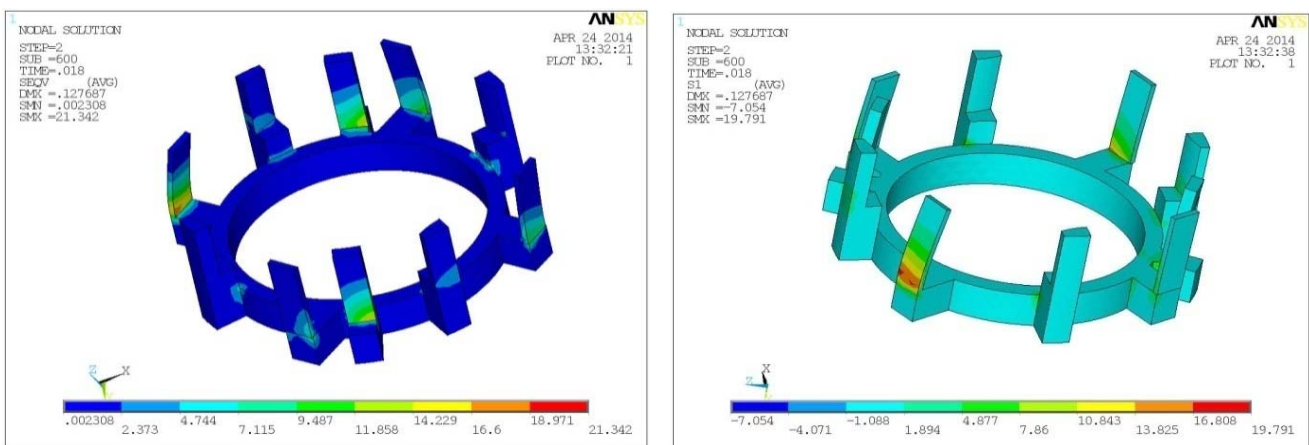 1
ANSYS
NODAL SOLUTION
APR 24 2014
13:32:21
PLOT NO. 1
STEP=2
SUB =600
TIME=.018
SEQV (AVG)
DMX =.127687
SMN =.002308
SMX =21.342
Z X Y
.002308 4.744 9.487 14.229 18.971
2.373 7.115 11.858 16.6 21.342
1
ANSYS
NODAL SOLUTION
APR 24 2014
13:32:38
PLOT NO. 1
STEP=2
SUB =600
TIME=.018
S1 (AVG)
DMX =.127687
SMN =-7.054
SMX =19.791
X
Z Y
-7.054 -1.088 4.877 10.843 16.808
-4.071 1.894 7.86 13.825 19.791